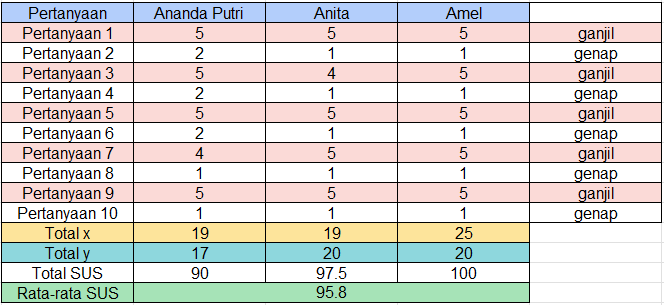 Pertanyaan Ananda Putri Anita Amel
Pertanyaan 1 5 5 5 ganjil
Pertanyaan 2 2 1 1 genap
Pertanyaan 3 5 4 5 ganjil
Pertanyaan 4 2 1 1 genap
Pertanyaan 5 5 5 5 ganjil
Pertanyaan 6 2 1 1 genap
Pertanyaan 7 4 5 5 ganjil
Pertanyaan 8 1 1 1 genap
Pertanyaan 9 5 5 5 ganjil
Pertanyaan 10 1 1 1 genap
Total x 19 19 25
Total y 17 20 20
Total SUS 90 97.5 100
Rata-rata SUS 95.8